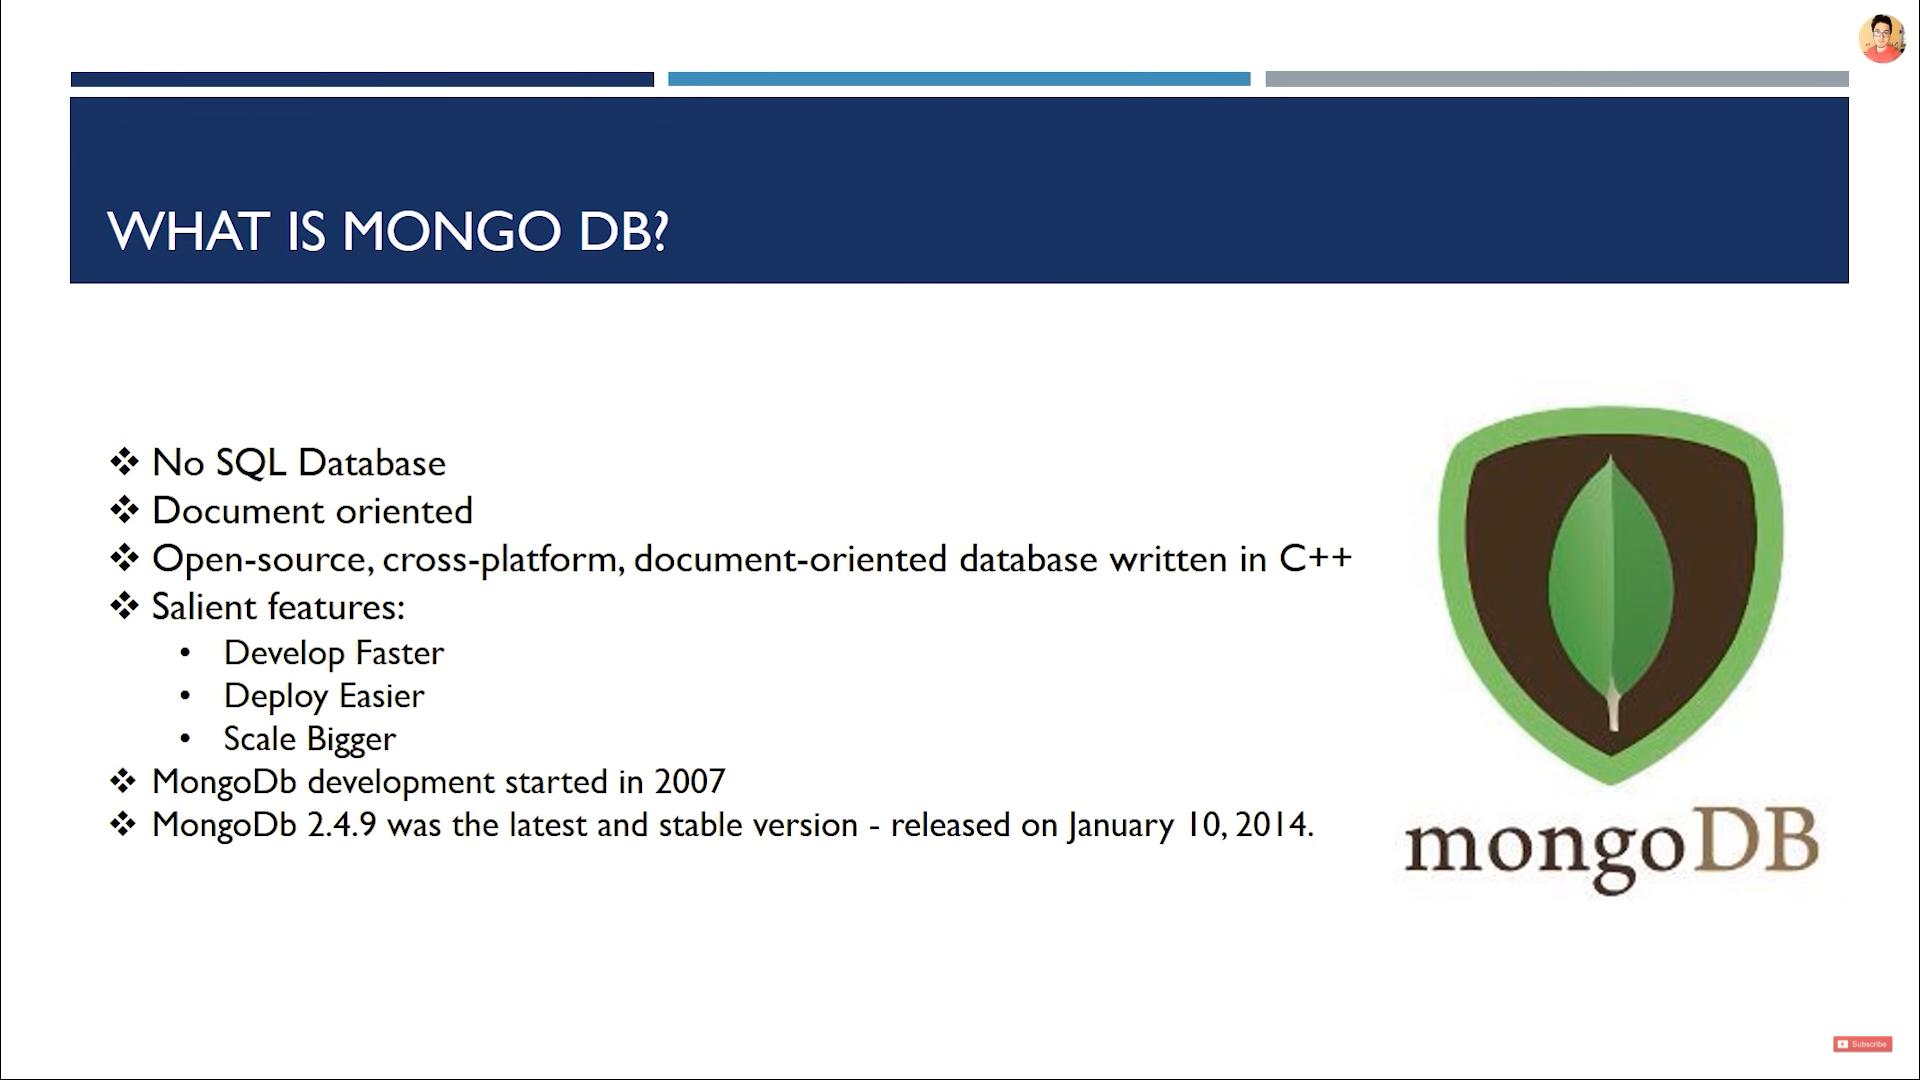 WHAT IS MONGO DB?
❖ No SQL Database
❖ Document oriented
❖ Open-source, cross-platform, document-oriented database written in C++
❖ Salient features:
• Develop Faster
• Deploy Easier
• Scale Bigger
❖ MongoDb development started in 2007
❖ MongoDb 2.4.9 was the latest and stable version - released on January 10, 2014.
mongoDB
Subscribe